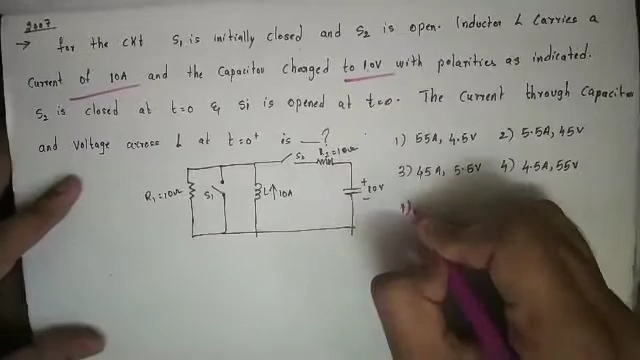 2007
→ for the cKt S₁ is initially closed and S₂ is open. Inductor L carries a
Current of 10A and the Capacitor Charged to 10V with polarities as indicated.
S₂ is closed at t=0 & S1 is opened at t=0. The Current through Capacitor
and voltage across L at t=0⁺ is ___?
1) 55A, 4.5V 2) 5.5A, 45V
3) 45A, 5.5V 4) 4.5A, 55V
S₂ R₂=10Ω
R₁=10Ω S₁ L↑ 10A + 10V -